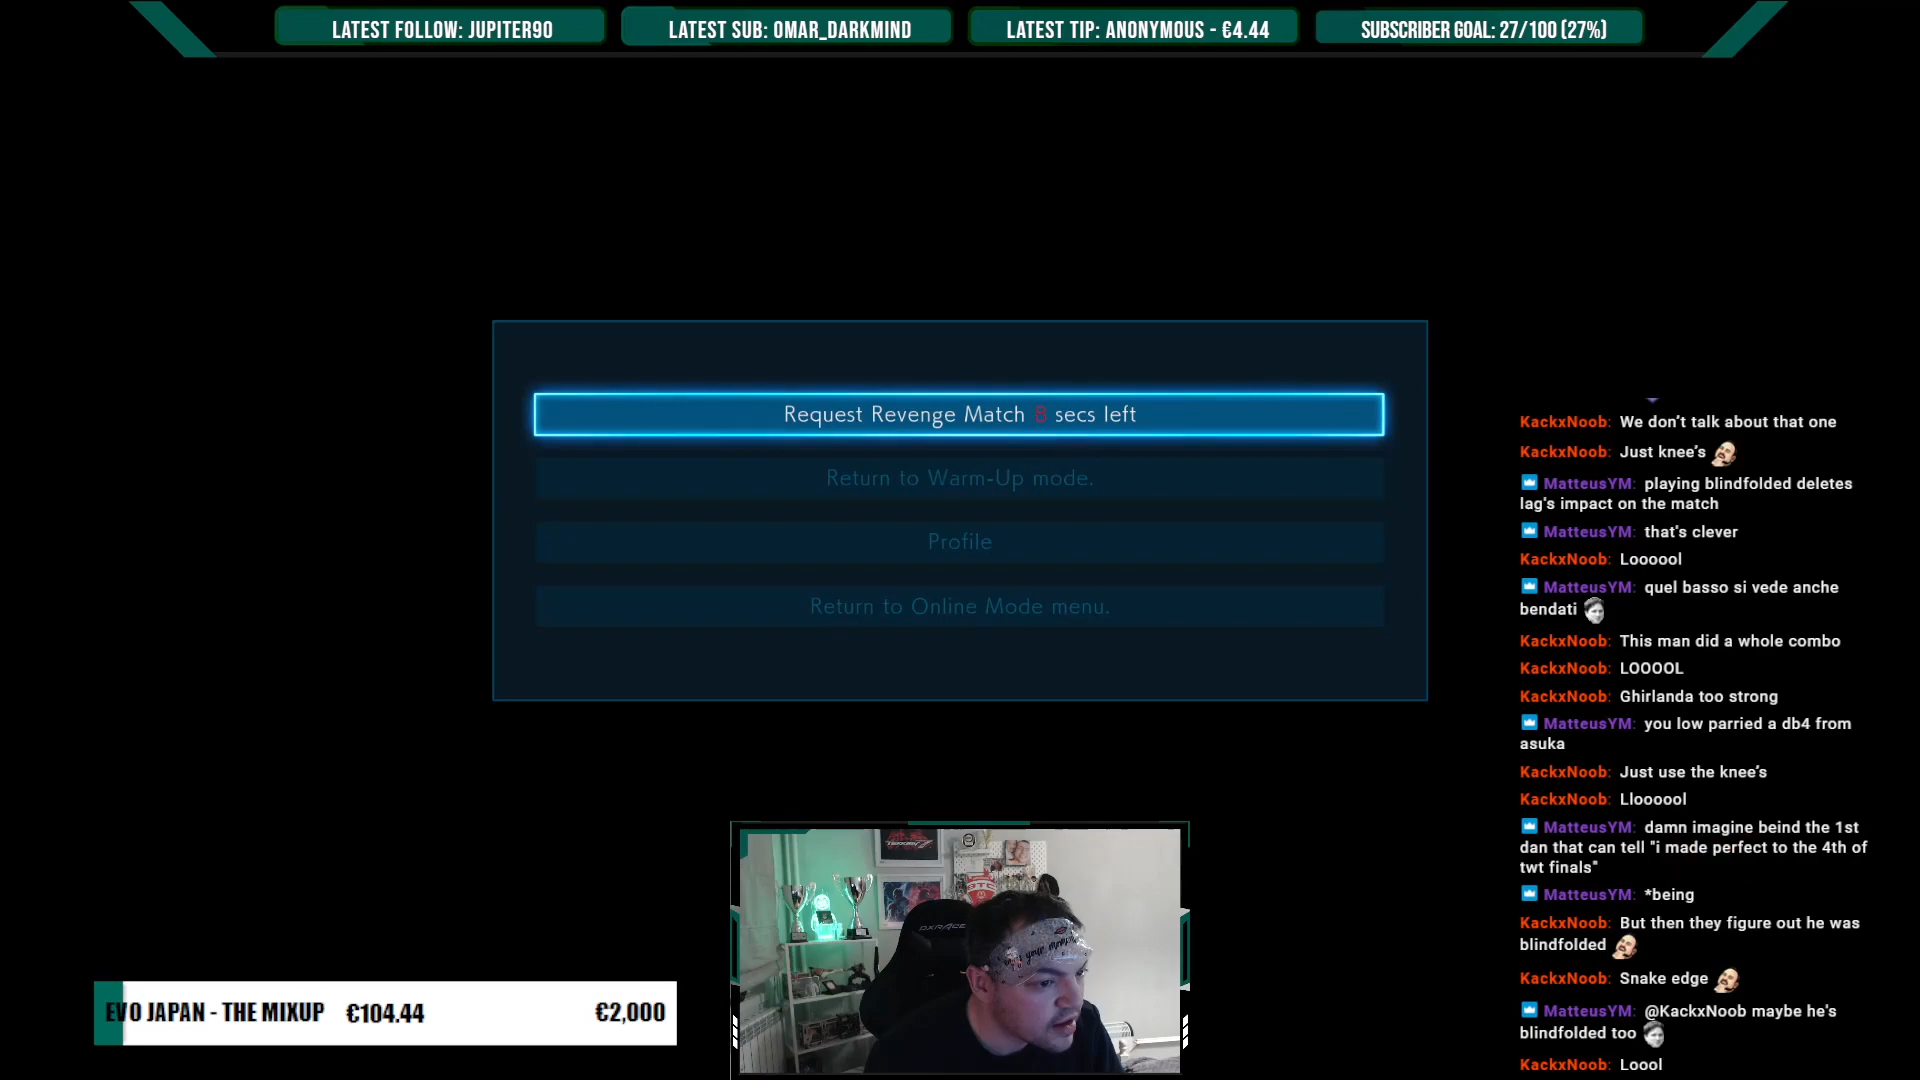 LATEST FOLLOW: JUPITER90
LATEST SUB: OMAR_DARKMIND
LATEST TIP: ANONYMOUS - €4.44
SUBSCRIBER GOAL: 27/100 (27%)
Request Revenge Match 8 secs left
Return to Warm-Up mode.
Profile
Return to Online Mode menu.
KackxNoob: We don’t talk about that one
KackxNoob: Just knee’s
MatteusYM: playing blindfolded deletes
lag's impact on the match
MatteusYM: that's clever
KackxNoob: Loooool
MatteusYM: quel basso si vede anche
bendati
KackxNoob: This man did a whole combo
KackxNoob: LOOOOL
KackxNoob: Ghirlanda too strong
MatteusYM: you low parried a db4 from
asuka
KackxNoob: Just use the knee’s
KackxNoob: Lloooool
MatteusYM: damn imagine beind the 1st
dan that can tell "i made perfect to the 4th of
twt finals"
MatteusYM: *being
KackxNoob: But then they figure out he was
blindfolded
KackxNoob: Snake edge
MatteusYM: @KackxNoob maybe he's
blindfolded too
KackxNoob: Loool
TEKKEN 7
DXRACER
EVO JAPAN - THE MIXUP €104.44 €2,000